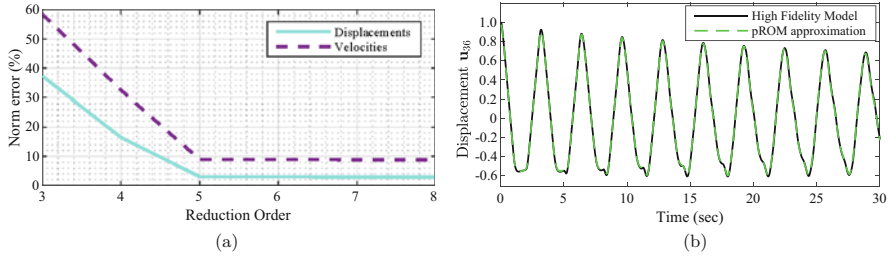 60
50
40
30
20
10
0
Norm error (%)
3
4
5
6
7
8
Reduction Order
Displacements
Velocities
(a)
1.0
0.8
0.6
0.4
0.2
0
-0.2
-0.4
-0.6
Displacement u36
0
5
10
15
20
25
30
Time (sec)
High Fidelity Model
pROM approximation
(b)